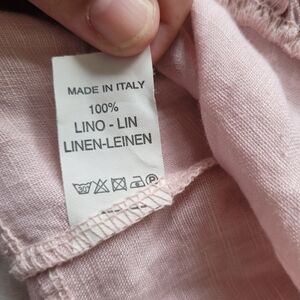 MADE IN ITALY
100%
LINO - LIN
LINEN-LEINEN